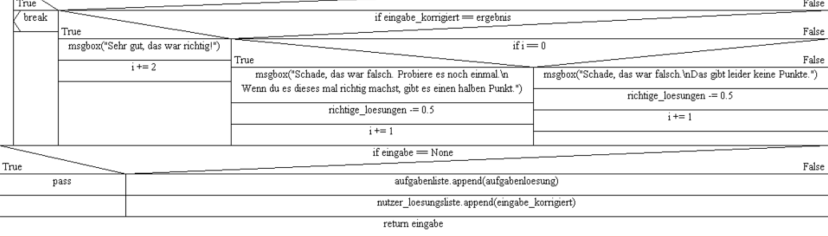 True
False
break
if eingabe_korrigiert == ergebnis
True
False
msgbox("Sehr gut, das war richtig!")
if i == 0
i += 2
True
False
msgbox("Schade, das war falsch. Probiere es noch einmal.\n
Wenn du es dieses mal richtig machst, gibt es einen halben Punkt.")
msgbox("Schade, das war falsch.\nDas gibt leider keine Punkte.")
richtige_loesungen -= 0.5
richtige_loesungen -= 0.5
i += 1
i += 1
if eingabe == None
True
False
pass
aufgabenliste.append(aufgabenloesung)
nutzer_loesungsliste.append(eingabe_korrigiert)
return eingabe